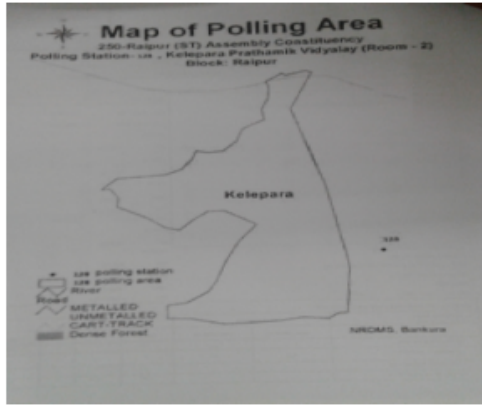 Map of Polling Area
250-Raipur (ST) Assembly Constituency
Polling Station- , Kelepara Prathamik Vidyalay (Room - 2)
Block: Raipur
Kelepara
polling station
polling area
River
Road
METALLED
UNMETALLED
CART-TRACK
Dense Forest
NRDMS, Bankura